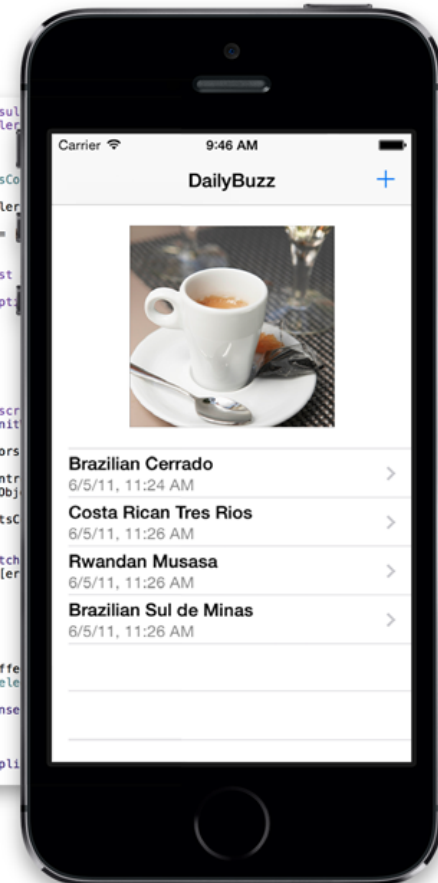 Carrier
9:46 AM
DailyBuzz
+
Brazilian Cerrado
6/5/11, 11:24 AM
Costa Rican Tres Rios
6/5/11, 11:26 AM
Rwandan Musasa
6/5/11, 11:26 AM
Brazilian Sul de Minas
6/5/11, 11:26 AM